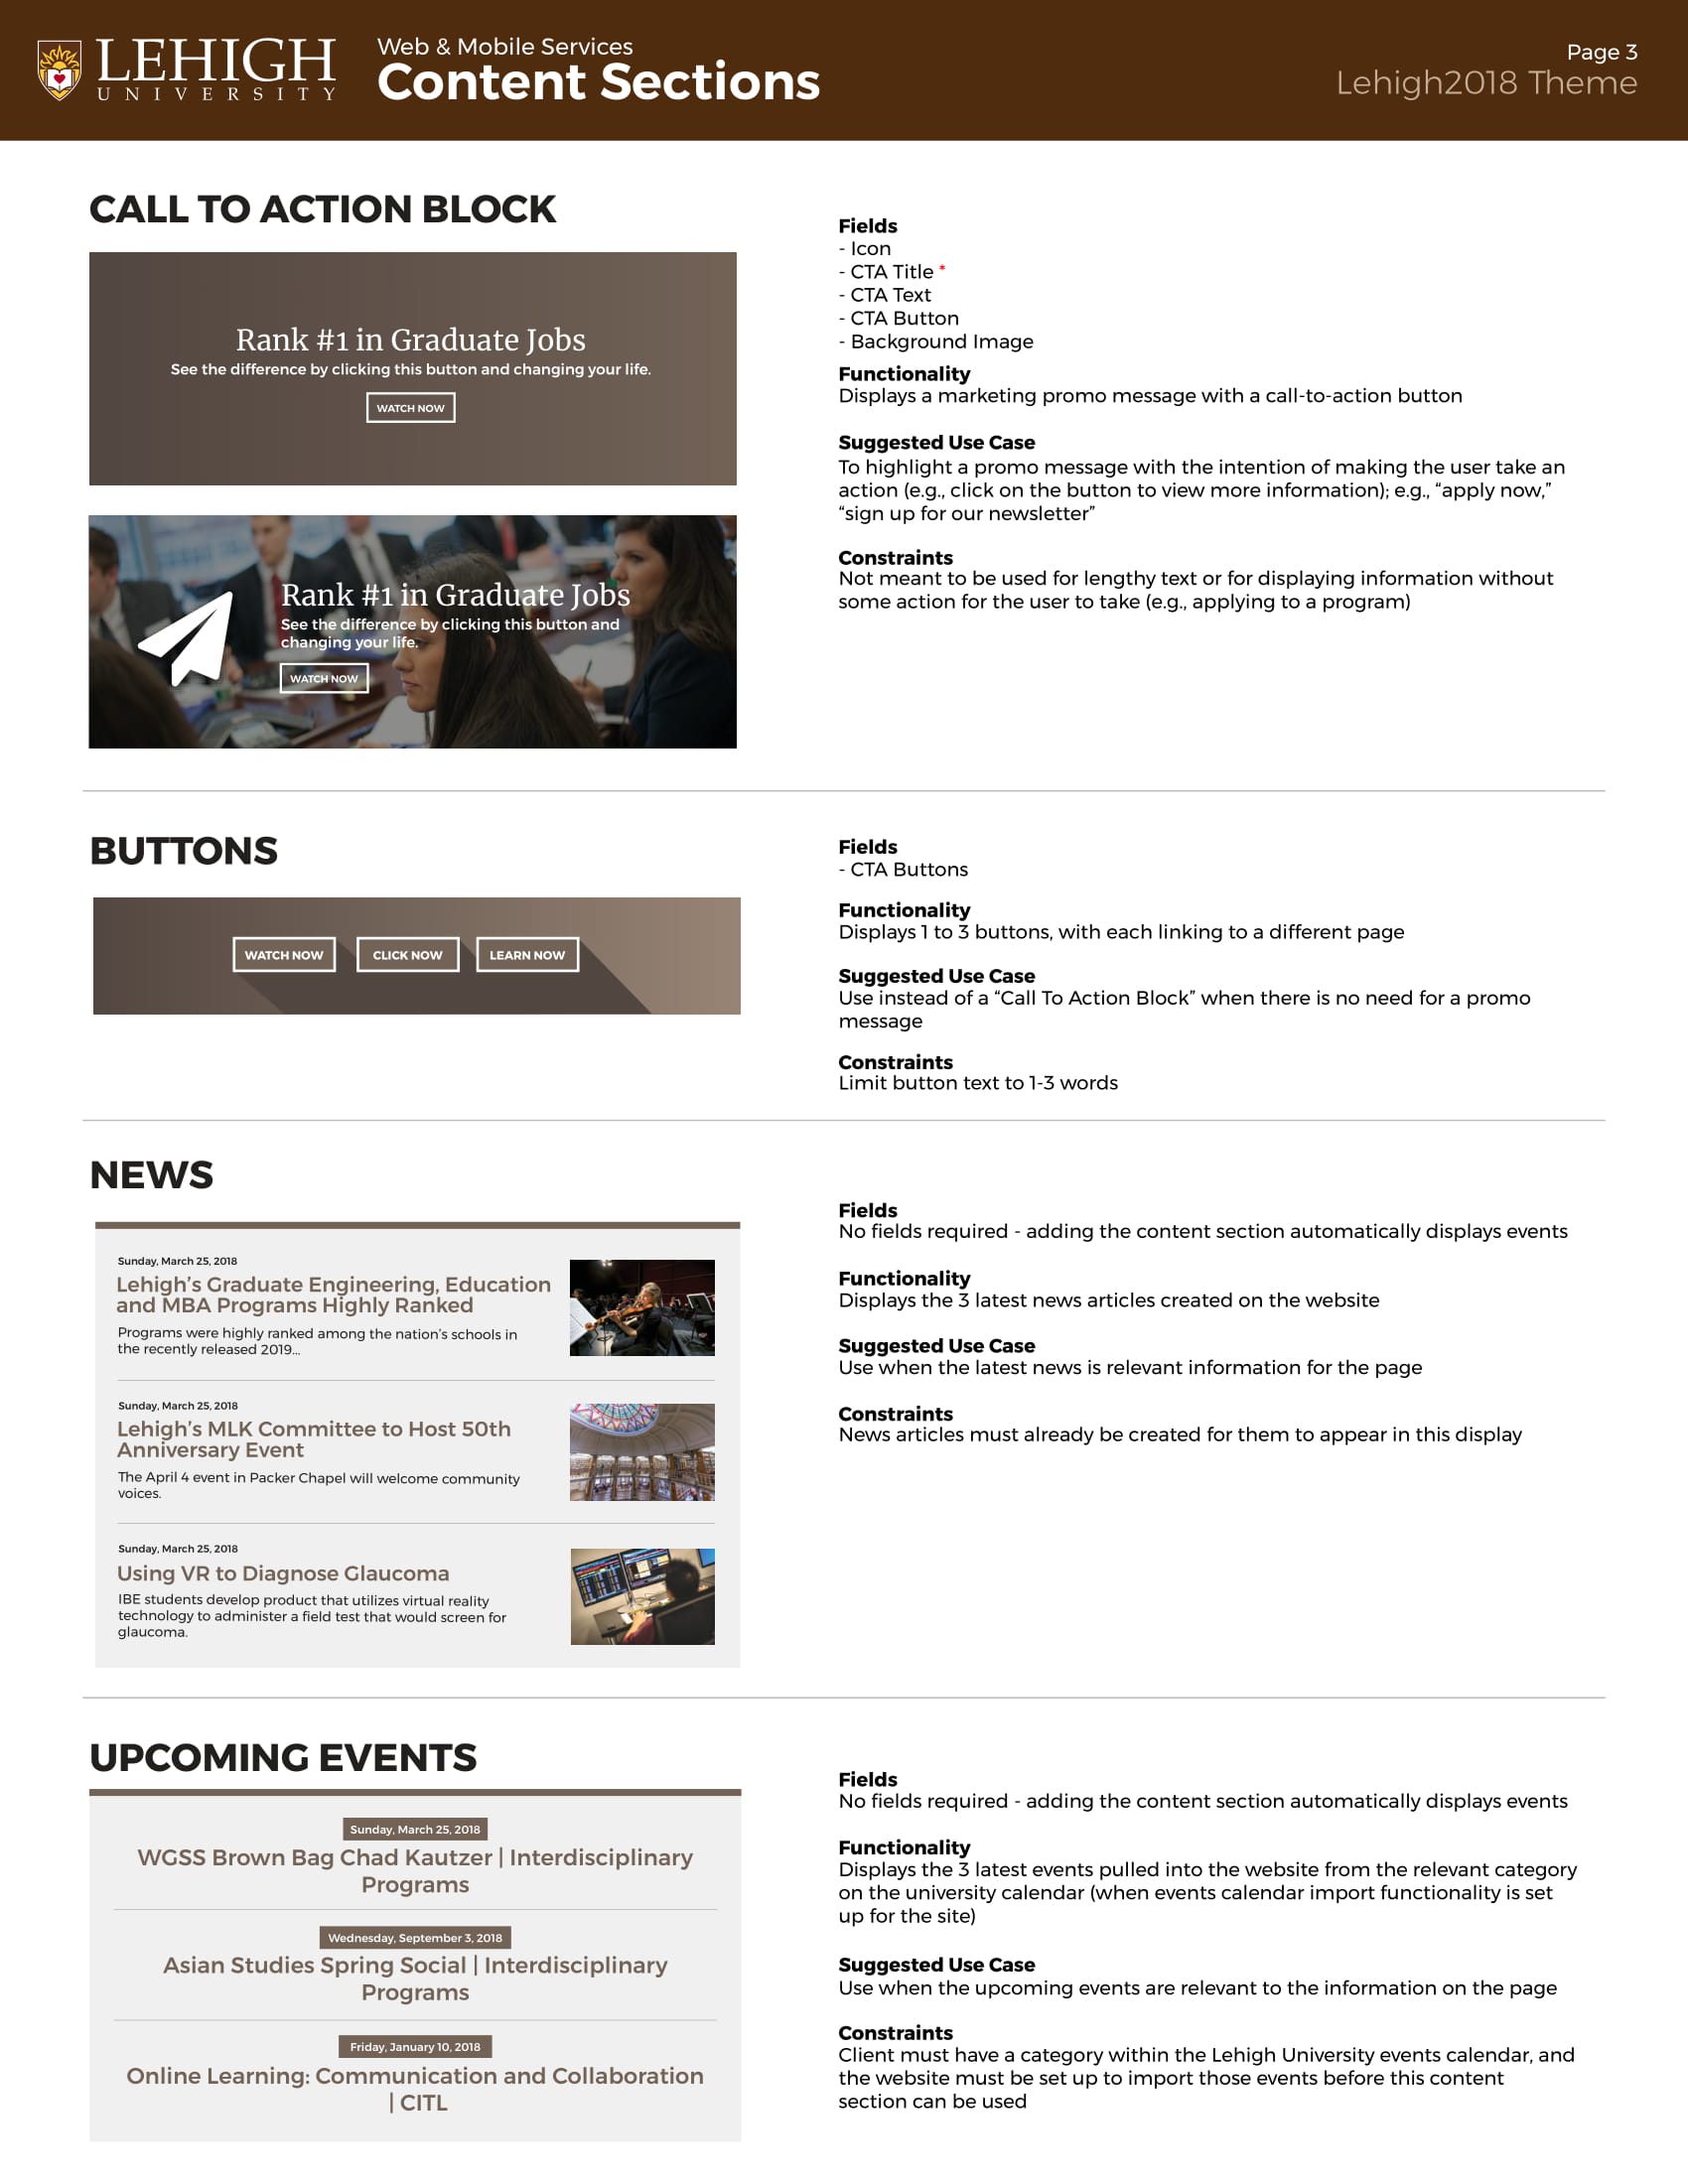 LEHIGH
UNIVERSITY
Web & Mobile Services
Content Sections
Page 3
Lehigh2018 Theme
CALL TO ACTION BLOCK
Rank #1 in Graduate Jobs
See the difference by clicking this button and changing your life.
WATCH NOW
Rank #1 in Graduate Jobs
See the difference by clicking this button and
changing your life.
WATCH NOW
Fields
- Icon
- CTA Title *
- CTA Text
- CTA Button
- Background Image
Functionality
Displays a marketing promo message with a call-to-action button
Suggested Use Case
To highlight a promo message with the intention of making the user take an
action (e.g., click on the button to view more information); e.g., “apply now,”
“sign up for our newsletter”
Constraints
Not meant to be used for lengthy text or for displaying information without
some action for the user to take (e.g., applying to a program)
BUTTONS
WATCH NOW
CLICK NOW
LEARN NOW
Fields
- CTA Buttons
Functionality
Displays 1 to 3 buttons, with each linking to a different page
Suggested Use Case
Use instead of a “Call To Action Block” when there is no need for a promo
message
Constraints
Limit button text to 1-3 words
NEWS
Sunday, March 25, 2018
Lehigh’s Graduate Engineering, Education
and MBA Programs Highly Ranked
Programs were highly ranked among the nation’s schools in
the recently released 2019...
Sunday, March 25, 2018
Lehigh’s MLK Committee to Host 50th
Anniversary Event
The April 4 event in Packer Chapel will welcome community
voices.
Sunday, March 25, 2018
Using VR to Diagnose Glaucoma
IBE students develop product that utilizes virtual reality
technology to administer a field test that would screen for
glaucoma.
Fields
No fields required - adding the content section automatically displays events
Functionality
Displays the 3 latest news articles created on the website
Suggested Use Case
Use when the latest news is relevant information for the page
Constraints
News articles must already be created for them to appear in this display
UPCOMING EVENTS
Sunday, March 25, 2018
WGSS Brown Bag Chad Kautzer | Interdisciplinary
Programs
Wednesday, September 3, 2018
Asian Studies Spring Social | Interdisciplinary
Programs
Friday, January 10, 2018
Online Learning: Communication and Collaboration
| CITL
Fields
No fields required - adding the content section automatically displays events
Functionality
Displays the 3 latest events pulled into the website from the relevant category
on the university calendar (when events calendar import functionality is set
up for the site)
Suggested Use Case
Use when the upcoming events are relevant to the information on the page
Constraints
Client must have a category within the Lehigh University events calendar, and
the website must be set up to import those events before this content
section can be used